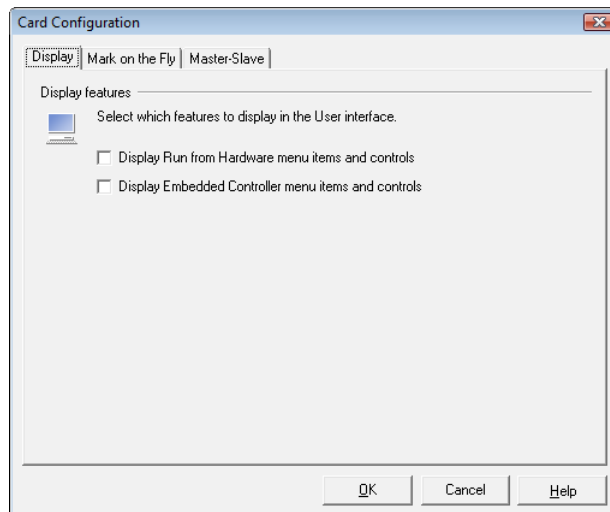 Card Configuration
Display Mark on the Fly Master-Slave
Display features
Select which features to display in the User interface.
Display Run from Hardware menu items and controls
Display Embedded Controller menu items and controls
OK Cancel Help